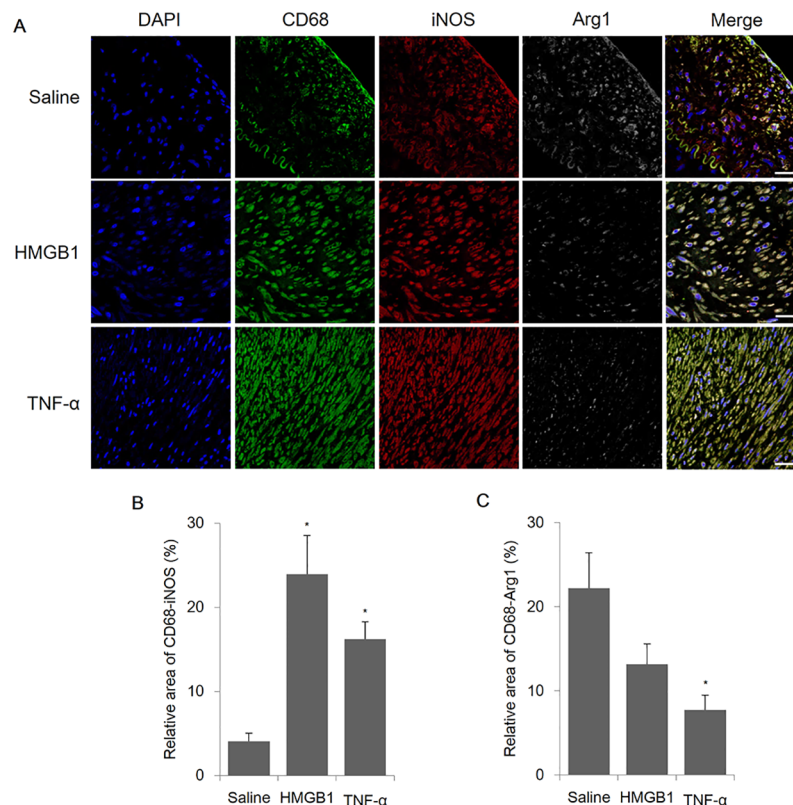 A
DAPI CD68 iNOS Arg1 Merge
Saline
HMGB1
TNF-α
B
Relative area of CD68-iNOS (%)
30
20
10
0
*
*
Saline HMGB1 TNF-α
C
Relative area of CD68-Arg1 (%)
30
20
10
0
*
Saline HMGB1 TNF-α